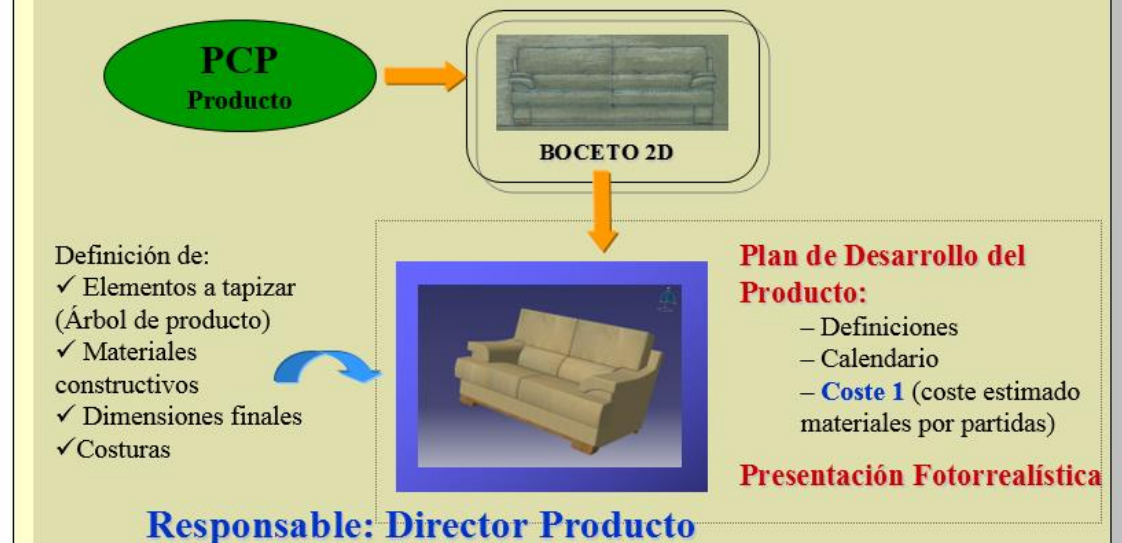 PCP
Producto
BOCETO 2D
Definición de:
✓ Elementos a tapizar
(Árbol de producto)
✓ Materiales
constructivos
✓ Dimensiones finales
✓Costuras
Plan de Desarrollo del
Producto:
– Definiciones
– Calendario
– Coste 1 (coste estimado
materiales por partidas)
Presentación Fotorrealística
Responsable: Director Producto